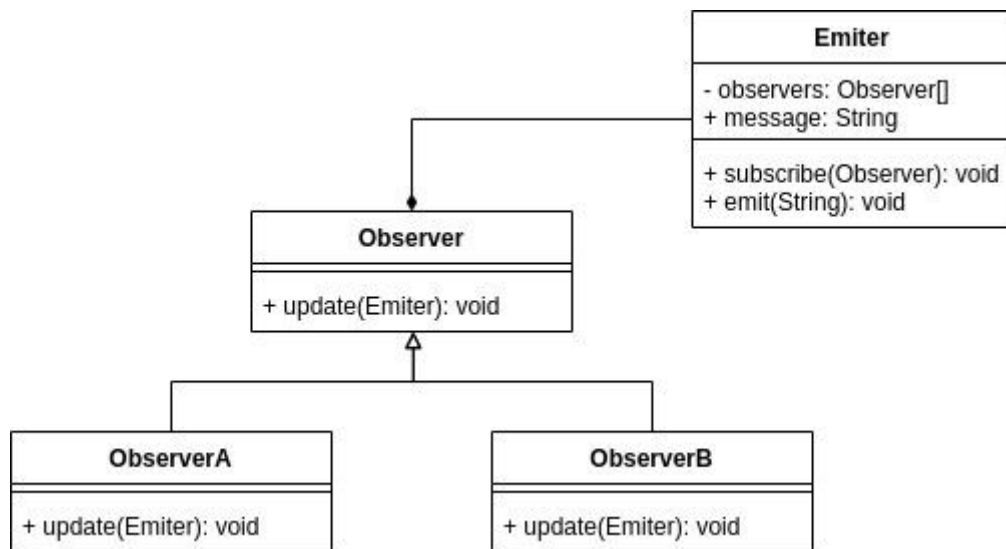 Emiter
- observers: Observer[]
+ message: String
+ subscribe(Observer): void
+ emit(String): void
Observer
+ update(Emiter): void
ObserverA
+ update(Emiter): void
ObserverB
+ update(Emiter): void